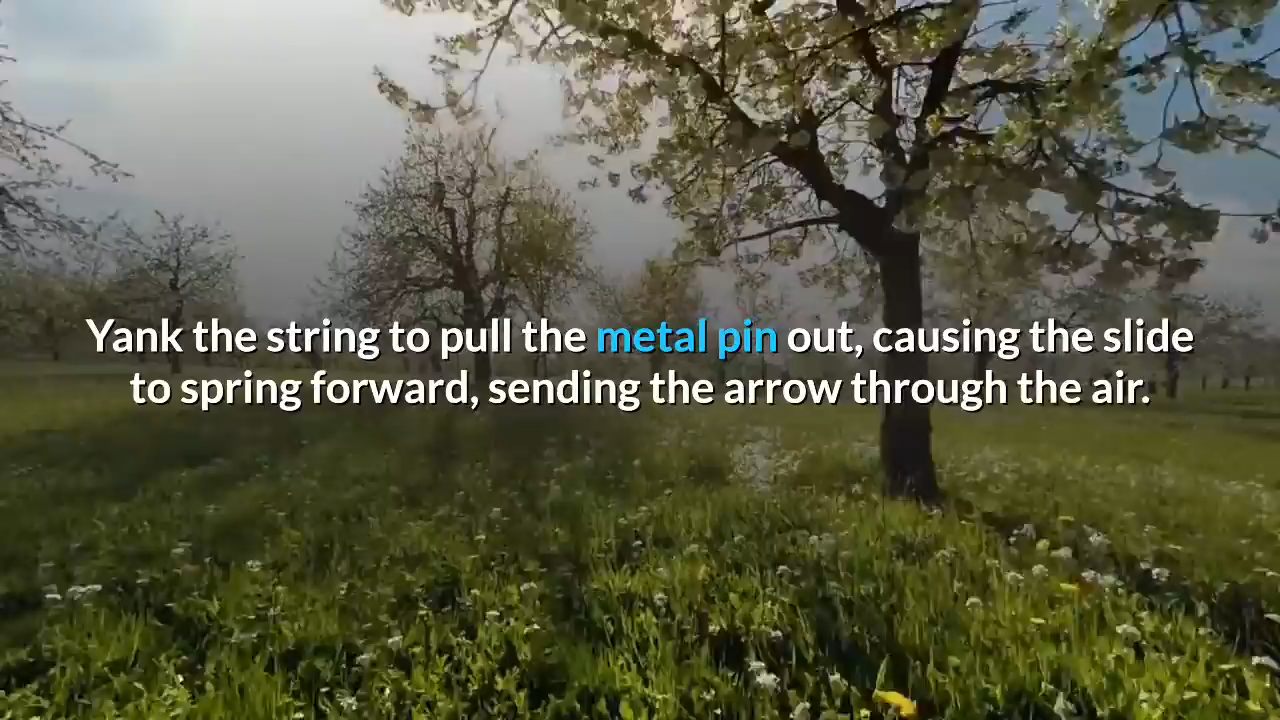 Yank the string to pull the metal pin out, causing the slide
to spring forward, sending the arrow through the air.